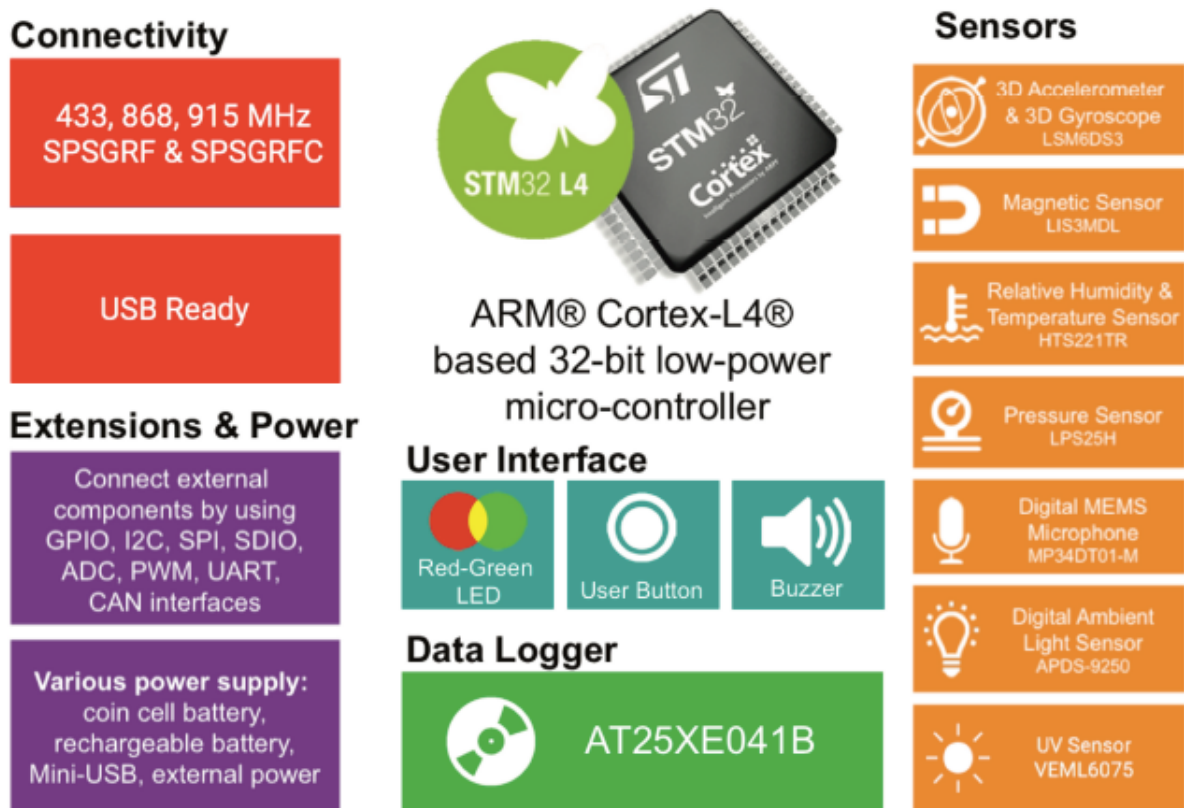 Connectivity
433, 868, 915 MHz
SPSGRF & SPSGRFC
USB Ready
Extensions & Power
Connect external
components by using
GPIO, I2C, SPI, SDIO,
ADC, PWM, UART,
CAN interfaces
Various power supply:
coin cell battery,
rechargeable battery,
Mini-USB, external power
STM32 L4
ST
STM32
Cortex
Intelligent Processors by ARM®
ARM® Cortex-L4®
based 32-bit low-power
micro-controller
User Interface
Red-Green
LED
User Button
Buzzer
Data Logger
AT25XE041B
Sensors
3D Accelerometer
& 3D Gyroscope
LSM6DS3
Magnetic Sensor
LIS3MDL
Relative Humidity &
Temperature Sensor
HTS221TR
Pressure Sensor
LPS25H
Digital MEMS
Microphone
MP34DT01-M
Digital Ambient
Light Sensor
APDS-9250
UV Sensor
VEML6075